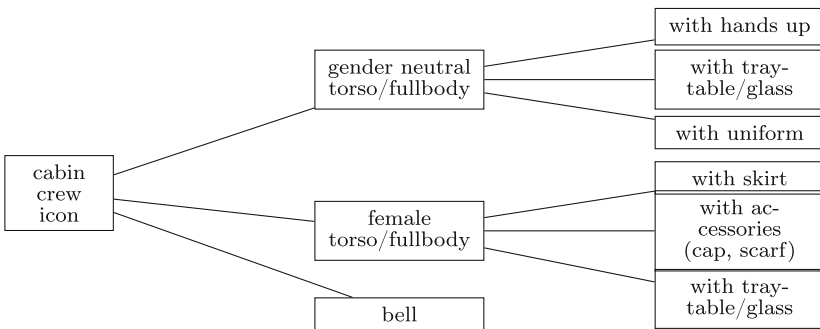 cabin
crew
icon
gender neutral
torso/fullbody
with hands up
with tray-
table/glass
with uniform
female
torso/fullbody
with skirt
with ac-
cessories
(cap, scarf)
with tray-
table/glass
bell